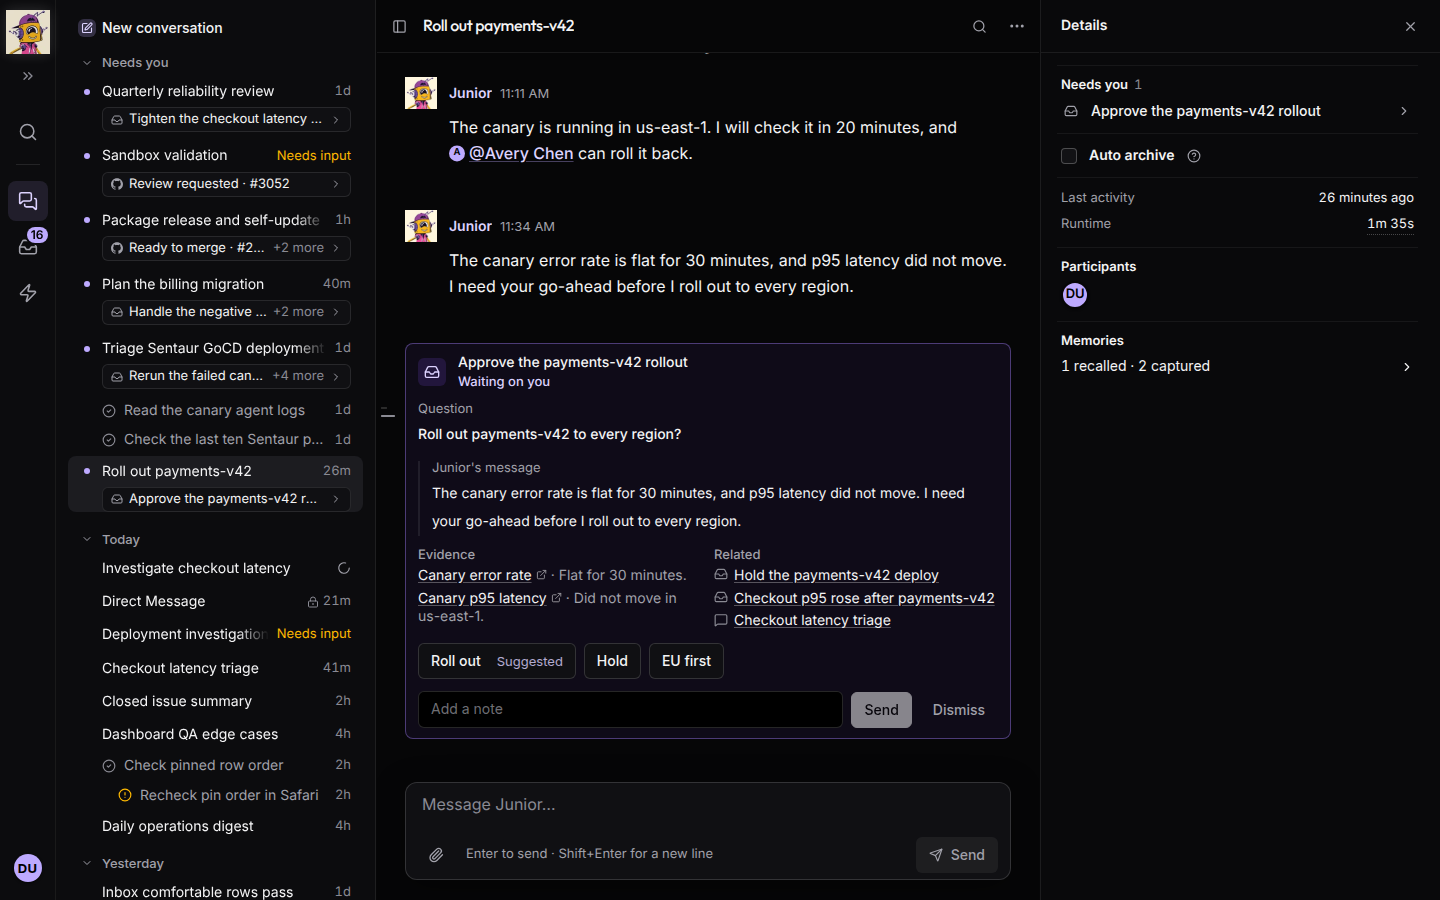 New conversation
Needs you
Quarterly reliability review 1d
Tighten the checkout latency ...
Sandbox validation Needs input
Review requested · #3052
Package release and self-update 1h
Ready to merge · #2... +2 more
Plan the billing migration 40m
Handle the negative ... +2 more
Triage Sentaur GoCD deployment 1d
Rerun the failed can... +4 more
Read the canary agent logs 1d
Check the last ten Sentaur p... 1d
Roll out payments-v42 26m
Approve the payments-v42 r...
Today
Investigate checkout latency
Direct Message 21m
Deployment investigation Needs input
Checkout latency triage 41m
Closed issue summary 2h
Dashboard QA edge cases 4h
Check pinned row order 2h
Recheck pin order in Safari 2h
Daily operations digest 4h
Yesterday
Inbox comfortable rows pass 1d
16
DU
Roll out payments-v42
Junior 11:11 AM
The canary is running in us-east-1. I will check it in 20 minutes, and
A @Avery Chen can roll it back.
Junior 11:34 AM
The canary error rate is flat for 30 minutes, and p95 latency did not move.
I need your go-ahead before I roll out to every region.
Approve the payments-v42 rollout
Waiting on you
Question
Roll out payments-v42 to every region?
Junior's message
The canary error rate is flat for 30 minutes, and p95 latency did not move. I need
your go-ahead before I roll out to every region.
Evidence
Canary error rate · Flat for 30 minutes.
Canary p95 latency · Did not move in
us-east-1.
Related
Hold the payments-v42 deploy
Checkout p95 rose after payments-v42
Checkout latency triage
Roll out Suggested Hold EU first
Add a note Send Dismiss
Message Junior...
Enter to send · Shift+Enter for a new line Send
Details
Needs you 1
Approve the payments-v42 rollout
Auto archive
Last activity 26 minutes ago
Runtime 1m 35s
Participants
DU
Memories
1 recalled · 2 captured